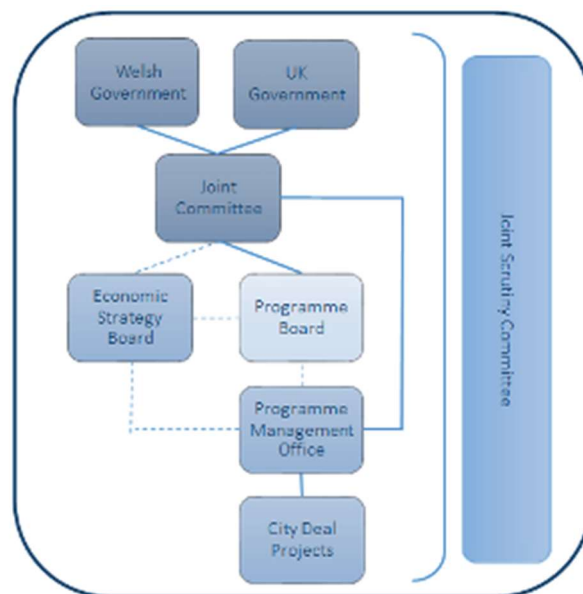 Welsh
Government
UK
Government
Joint
Committee
Economic
Strategy
Board
Programme
Board
Programme
Management
Office
City Deal
Projects
Joint Scrutiny Committee